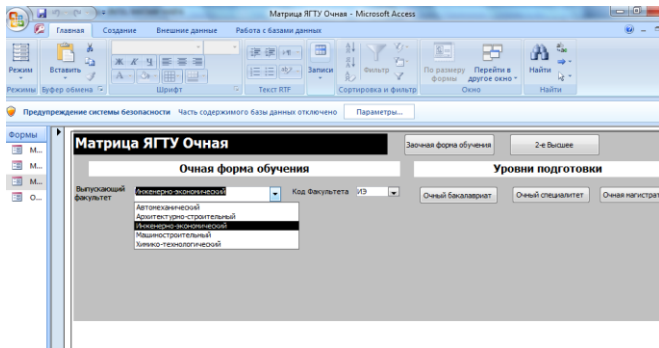 Матрица ЯГТУ Очная - Microsoft Access
Главная Создание Внешние данные Работа с базами данных
Режим Вставить Ж К Ч Записи Фильтр По размеру формы Перейти в другое окно Найти
Режимы Буфер обмена Шрифт Текст RTF Сортировка и фильтр Окно Найти
Предупреждение системы безопасности Часть содержимого базы данных отключено Параметры...
Формы
М...
М...
М...
О...
Матрица ЯГТУ Очная Заочная форма обучения 2-е Высшее
Очная форма обучения Уровни подготовки
Выпускающий факультет Инженерно-экономический Код Факультета ИЭ Очный бакалавриат Очный специалитет Очная магистрат
Автомеханический
Архитектурно-строительный
Инженерно-экономический
Машиностроительный
Химико-технологический